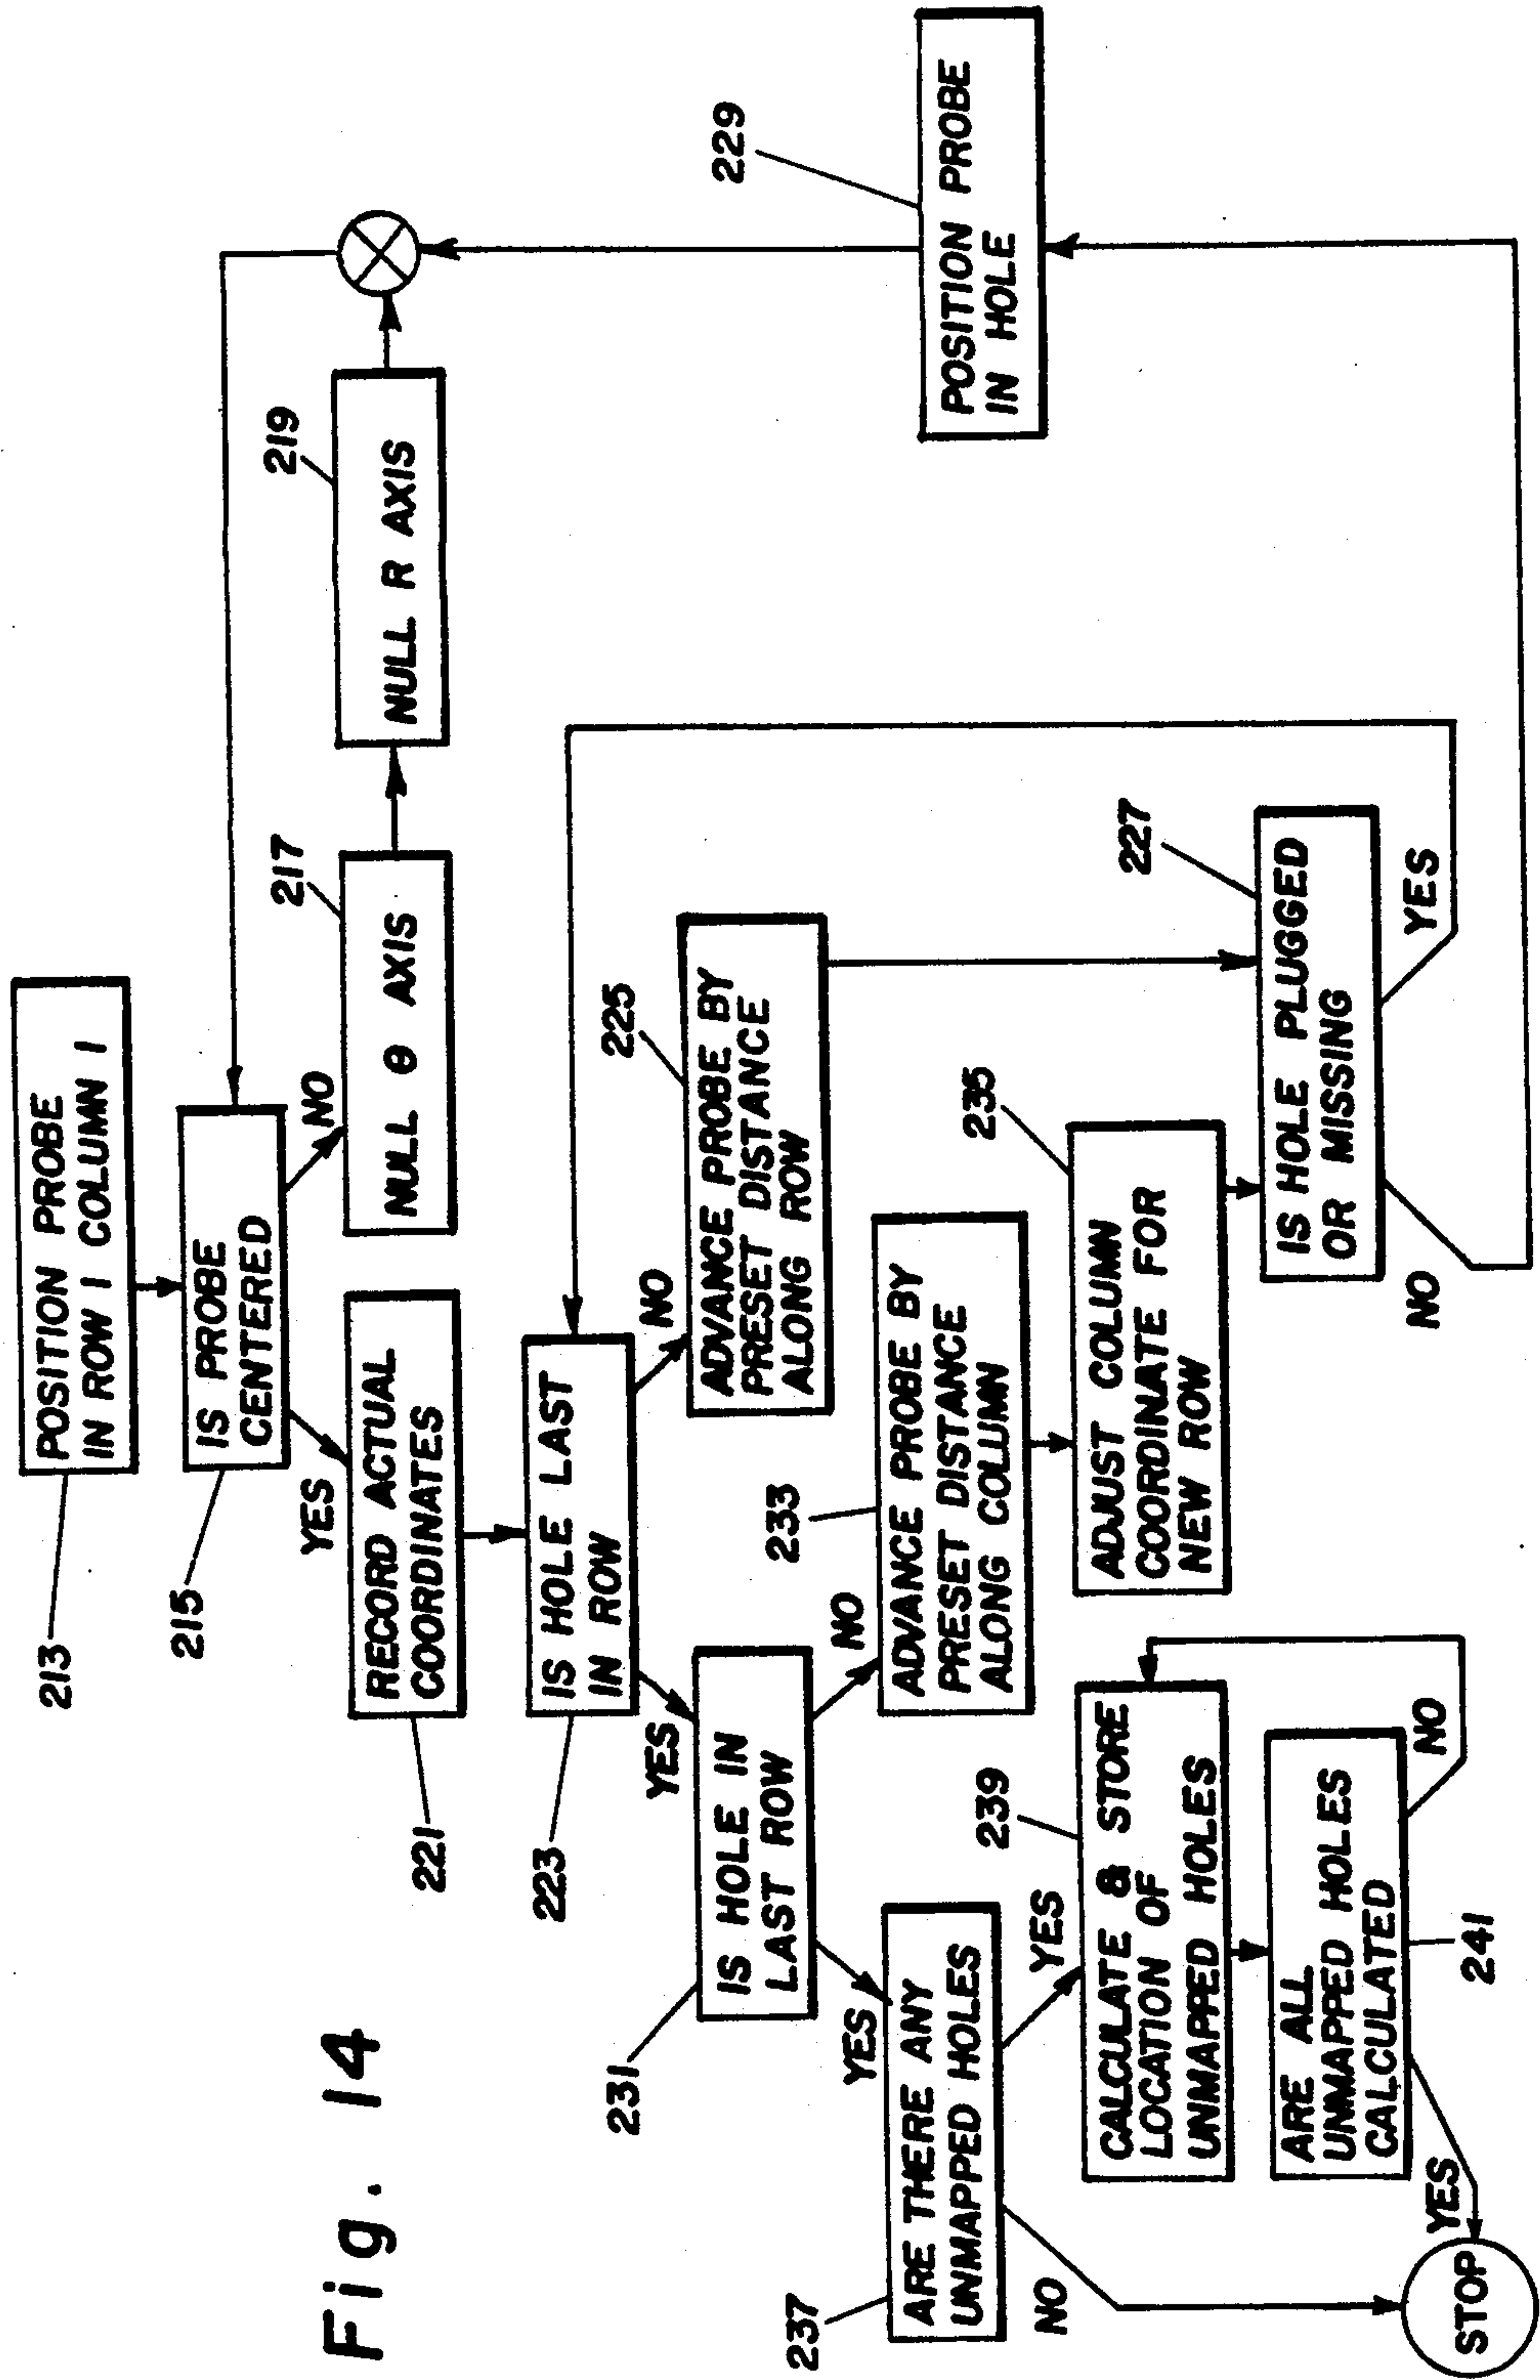 Fig. 14
213
POSITION PROBE
IN ROW 1 COLUMN 1
215
IS PROBE
CENTERED
NO
YES
217
NULL θ AXIS
219
NULL R AXIS
221
RECORD ACTUAL
COORDINATES
223
IS HOLE LAST
IN ROW
NO
YES
225
ADVANCE PROBE BY
PRESET DISTANCE
ALONG ROW
227
IS HOLE PLUGGED
OR MISSING
YES
NO
229
POSITION PROBE
IN HOLE
231
IS HOLE IN
LAST ROW
NO
YES
233
ADVANCE PROBE BY
PRESET DISTANCE
ALONG COLUMN
235
ADJUST COLUMN
COORDINATE FOR
NEW ROW
237
ARE THERE ANY
UNMAPPED HOLES
YES
NO
239
CALCULATE & STORE
LOCATION OF
UNMAPPED HOLES
241
ARE ALL
UNMAPPED HOLES
CALCULATED
NO
YES
STOP